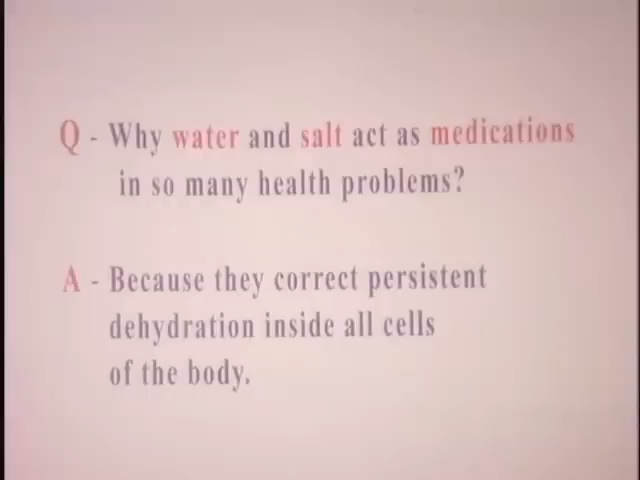 Q - Why water and salt act as medications
in so many health problems?
A - Because they correct persistent
dehydration inside all cells
of the body.